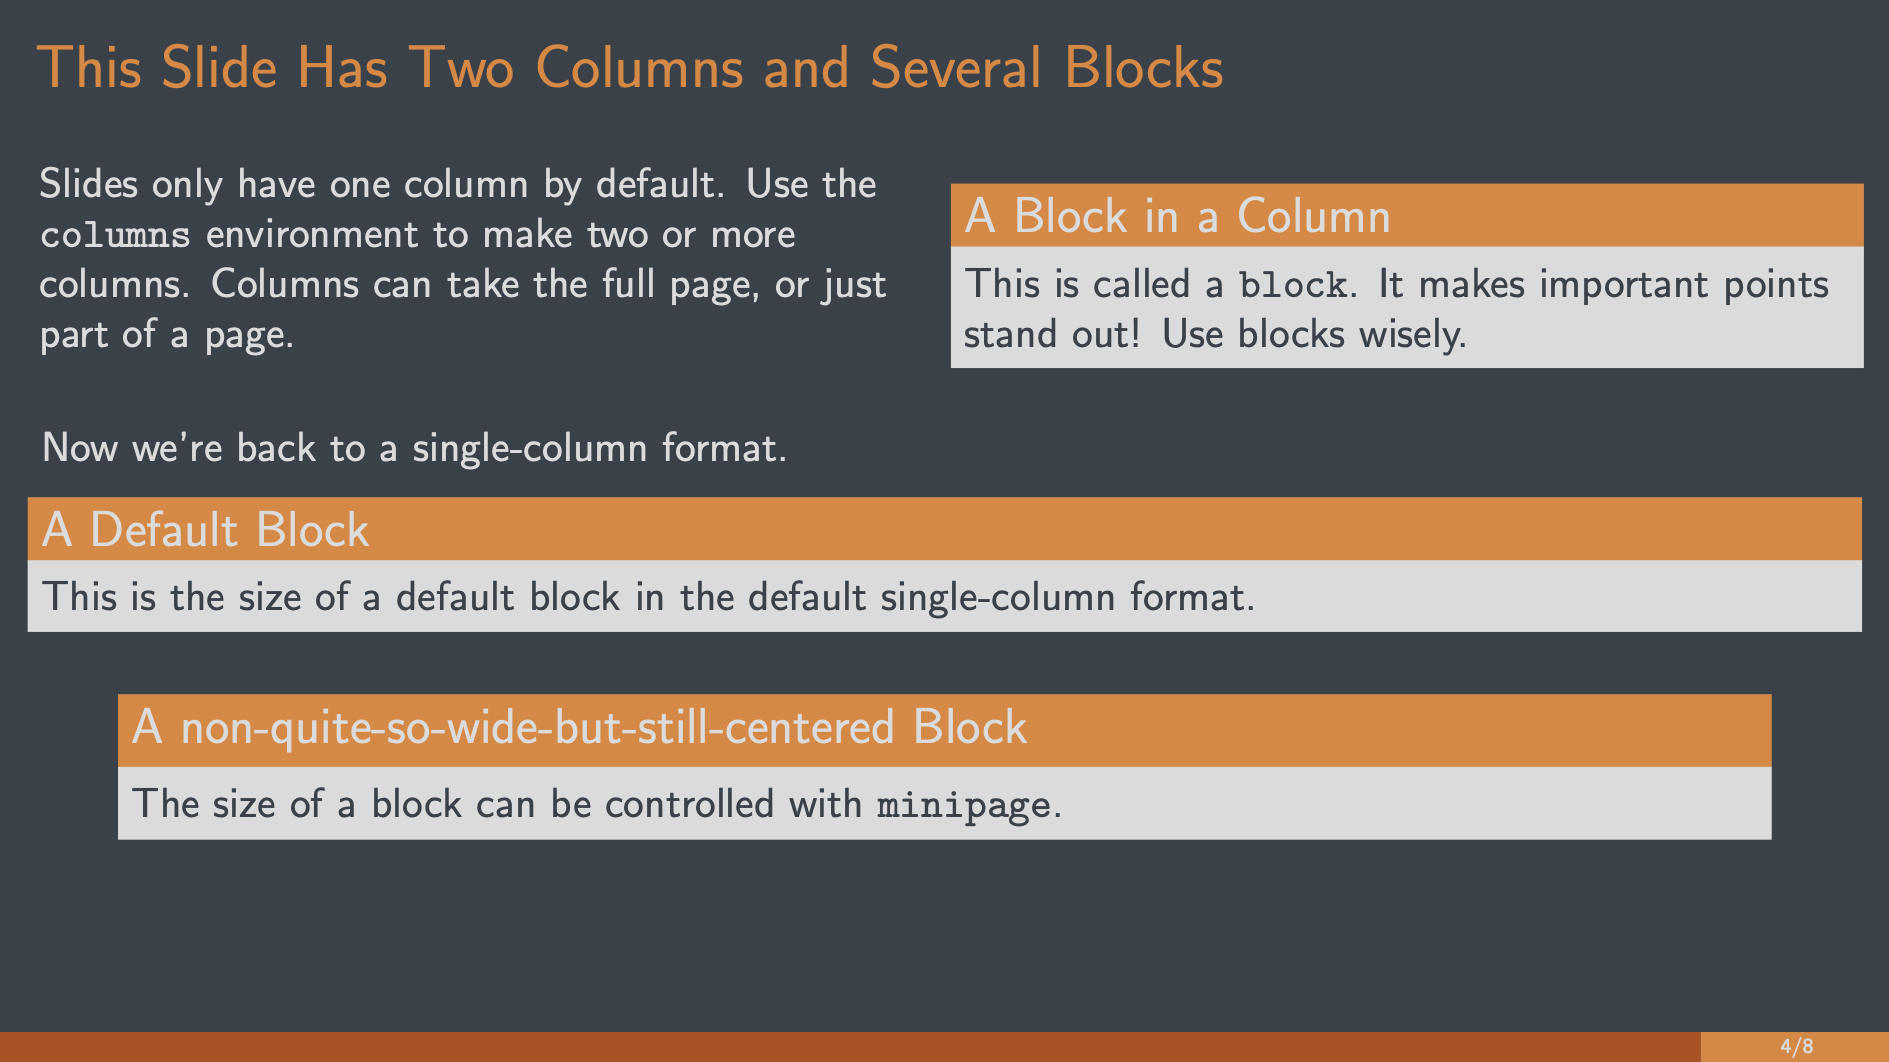 This Slide Has Two Columns and Several Blocks
Slides only have one column by default. Use the
columns environment to make two or more
columns. Columns can take the full page, or just
part of a page.
A Block in a Column
This is called a block. It makes important points
stand out! Use blocks wisely.
Now we're back to a single-column format.
A Default Block
This is the size of a default block in the default single-column format.
A non-quite-so-wide-but-still-centered Block
The size of a block can be controlled with minipage.
4/8